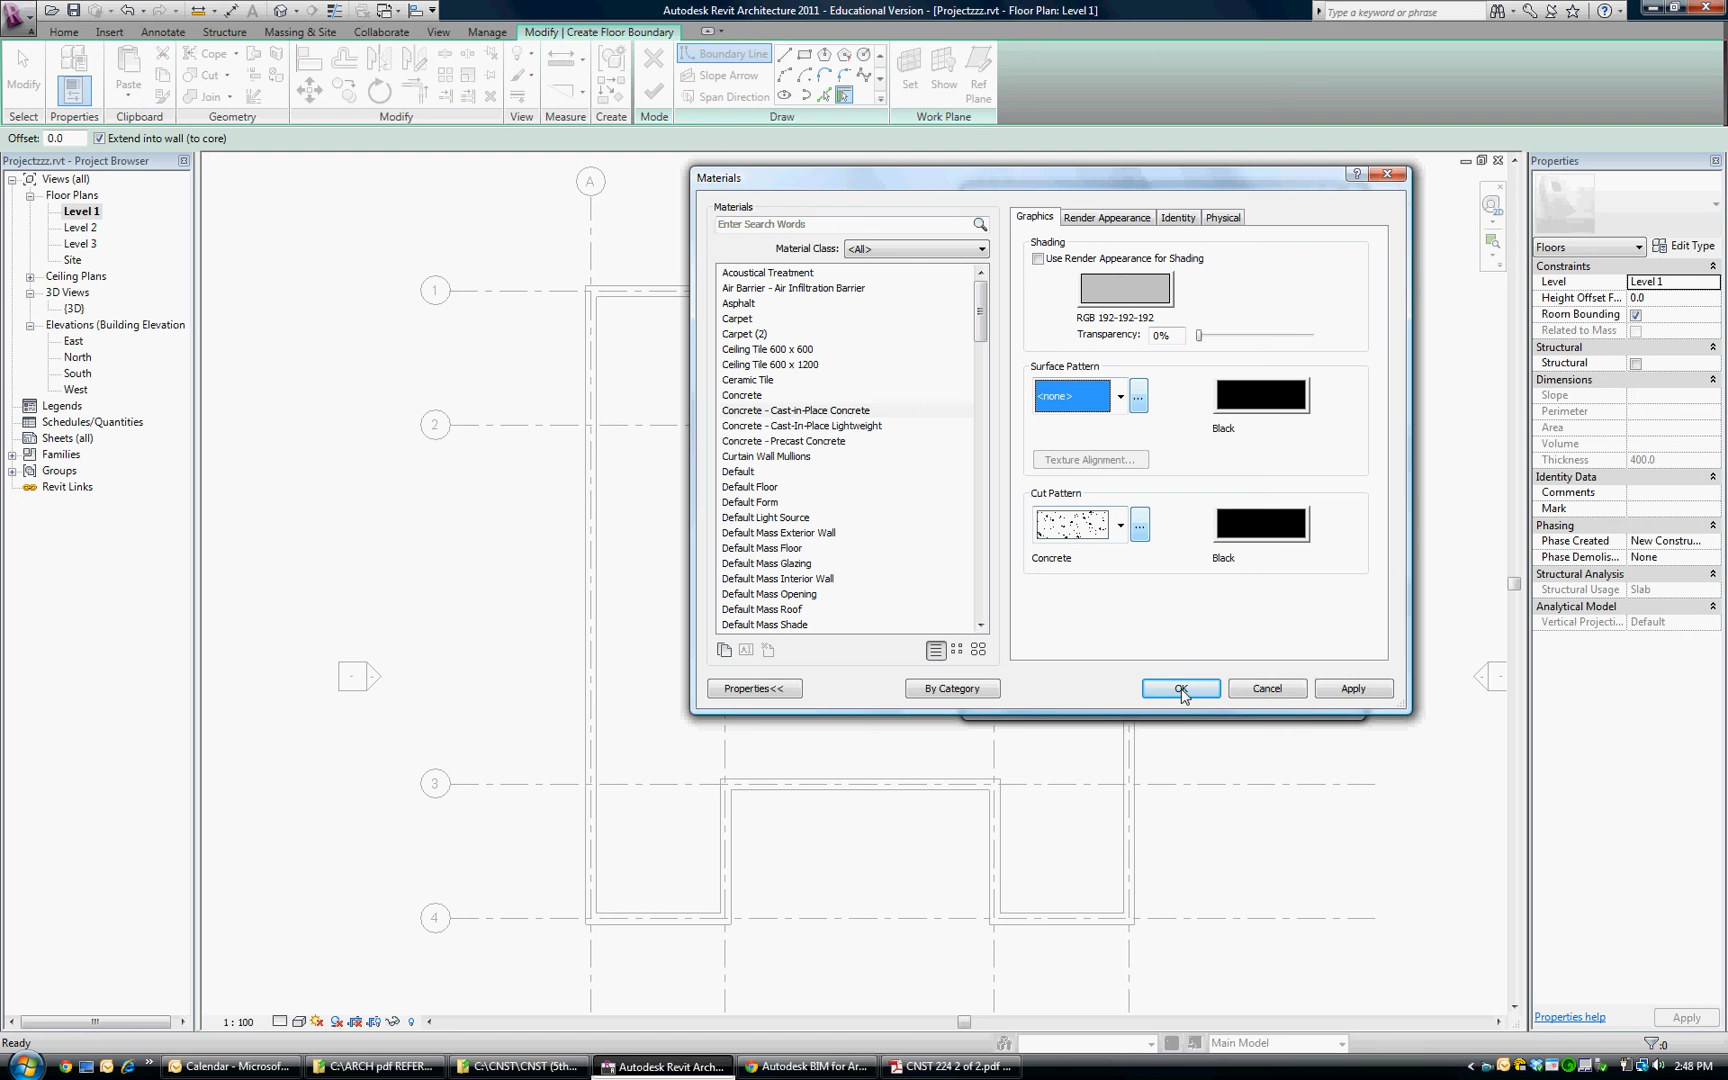 Autodesk Revit Architecture 2011 - Educational Version - [Projectzzz.rvt - Floor Plan: Level 1]
Type a keyword or phrase
Home Insert Annotate Structure Massing & Site Collaborate View Manage Modify | Create Floor Boundary
Modify Paste Cope Cut Join Boundary Line Slope Arrow Span Direction Set Show Ref Plane
Select Properties Clipboard Geometry Modify View Measure Create Mode Draw Work Plane
Offset: 0.0 Extend into wall (to core)
Projectzzz.rvt - Project Browser
Views (all)
Floor Plans
Level 1
Level 2
Level 3
Site
Ceiling Plans
3D Views
{3D}
Elevations (Building Elevation
East
North
South
West
Legends
Schedules/Quantities
Sheets (all)
Families
Groups
Revit Links
A
1
2
3
4
Materials
Materials
Enter Search Words
Material Class: <All>
Acoustical Treatment
Air Barrier - Air Infiltration Barrier
Asphalt
Carpet
Carpet (2)
Ceiling Tile 600 x 600
Ceiling Tile 600 x 1200
Ceramic Tile
Concrete
Concrete - Cast-in-Place Concrete
Concrete - Cast-In-Place Lightweight
Concrete - Precast Concrete
Curtain Wall Mullions
Default
Default Floor
Default Form
Default Light Source
Default Mass Exterior Wall
Default Mass Floor
Default Mass Glazing
Default Mass Interior Wall
Default Mass Opening
Default Mass Roof
Default Mass Shade
Properties<< By Category
Graphics Render Appearance Identity Physical
Shading
Use Render Appearance for Shading
RGB 192-192-192
Transparency: 0%
Surface Pattern
<none> ...
Black
Texture Alignment...
Cut Pattern
...
Concrete Black
OK Cancel Apply
2D
Properties
Floors Edit Type
Constraints
Level Level 1
Height Offset F... 0.0
Room Bounding
Related to Mass
Structural
Structural
Dimensions
Slope
Perimeter
Area
Volume
Thickness 400.0
Identity Data
Comments
Mark
Phasing
Phase Created New Constru...
Phase Demolis... None
Structural Analysis
Structural Usage Slab
Analytical Model
Vertical Projecti... Default
Properties help Apply
1 : 100
Ready
Main Model
:0
Calendar - Microsof... C:\ARCH pdf REFER... C:\CNST\CNST (5th... Autodesk Revit Arch... Autodesk BIM for Ar... CNST 224 2 of 2.pdf ...
2:48 PM